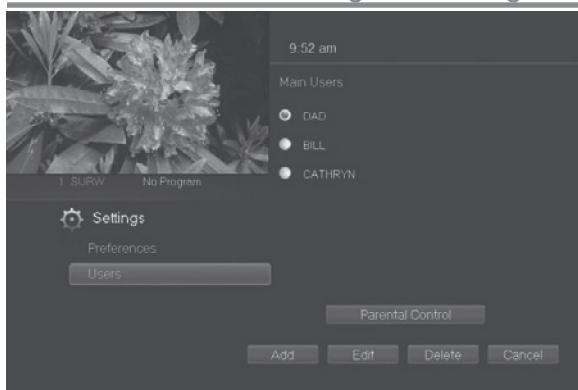 9:52 am
Main Users
DAD
BILL
CATHRYN
1 SURW No Program
Settings
Preferences
Users
Parental Control
Add Edit Delete Cancel